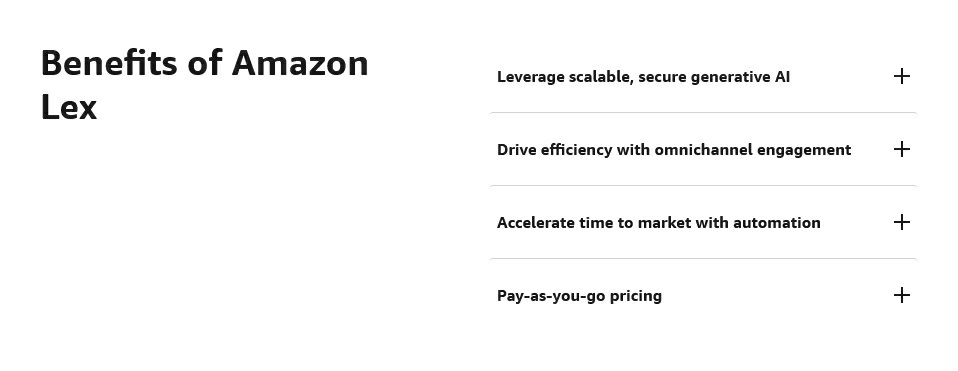 Benefits of Amazon
Lex
Leverage scalable, secure generative AI
Drive efficiency with omnichannel engagement
Accelerate time to market with automation
Pay-as-you-go pricing